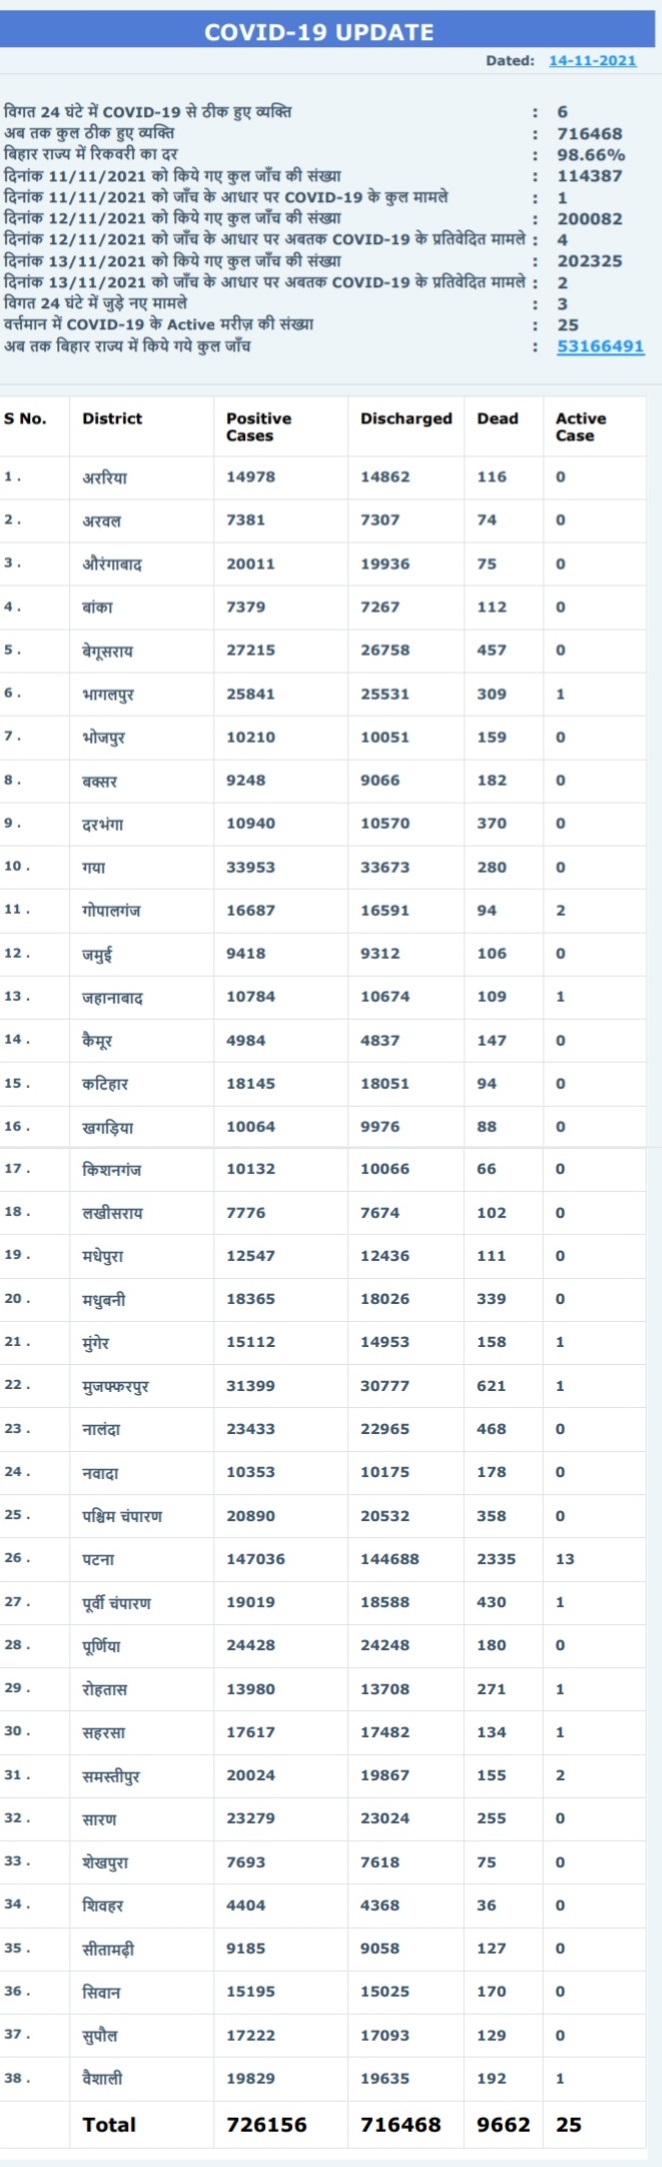 COVID-19 UPDATE
Dated: 14-11-2021
विगत 24 घंटे में COVID-19 से ठीक हुए व्यक्ति : 6
अब तक कुल ठीक हुए व्यक्ति : 716468
बिहार राज्य में रिकवरी का दर : 98.66%
दिनांक 11/11/2021 को किये गए कुल जाँच की संख्या : 114387
दिनांक 11/11/2021 को जाँच के आधार पर COVID-19 के कुल मामले : 1
दिनांक 12/11/2021 को किये गए कुल जाँच की संख्या : 200082
दिनांक 12/11/2021 को जाँच के आधार पर अबतक COVID-19 के प्रतिवेदित मामले : 4
दिनांक 13/11/2021 को किये गए कुल जाँच की संख्या : 202325
दिनांक 13/11/2021 को जाँच के आधार पर अबतक COVID-19 के प्रतिवेदित मामले : 2
विगत 24 घंटे में जुड़े नए मामले : 3
वर्त्तमान में COVID-19 के Active मरीज़ की संख्या : 25
अब तक बिहार राज्य में किये गये कुल जाँच : 53166491
S No. District Positive Cases Discharged Dead Active Case
1 . अररिया 14978 14862 116 0
2 . अरवल 7381 7307 74 0
3 . औरंगाबाद 20011 19936 75 0
4 . बांका 7379 7267 112 0
5 . बेगूसराय 27215 26758 457 0
6 . भागलपुर 25841 25531 309 1
7 . भोजपुर 10210 10051 159 0
8 . बक्सर 9248 9066 182 0
9 . दरभंगा 10940 10570 370 0
10 . गया 33953 33673 280 0
11 . गोपालगंज 16687 16591 94 2
12 . जमुई 9418 9312 106 0
13 . जहानाबाद 10784 10674 109 1
14 . कैमूर 4984 4837 147 0
15 . कटिहार 18145 18051 94 0
16 . खगड़िया 10064 9976 88 0
17 . किशनगंज 10132 10066 66 0
18 . लखीसराय 7776 7674 102 0
19 . मधेपुरा 12547 12436 111 0
20 . मधुबनी 18365 18026 339 0
21 . मुंगेर 15112 14953 158 1
22 . मुजफ्फरपुर 31399 30777 621 1
23 . नालंदा 23433 22965 468 0
24 . नवादा 10353 10175 178 0
25 . पश्चिम चंपारण 20890 20532 358 0
26 . पटना 147036 144688 2335 13
27 . पूर्वी चंपारण 19019 18588 430 1
28 . पूर्णिया 24428 24248 180 0
29 . रोहतास 13980 13708 271 1
30 . सहरसा 17617 17482 134 1
31 . समस्तीपुर 20024 19867 155 2
32 . सारण 23279 23024 255 0
33 . शेखपुरा 7693 7618 75 0
34 . शिवहर 4404 4368 36 0
35 . सीतामढ़ी 9185 9058 127 0
36 . सिवान 15195 15025 170 0
37 . सुपौल 17222 17093 129 0
38 . वैशाली 19829 19635 192 1
Total 726156 716468 9662 25